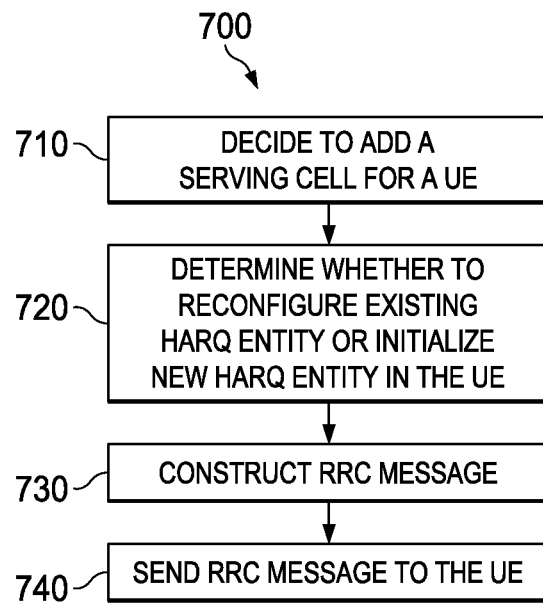 700
710
DECIDE TO ADD A
SERVING CELL FOR A UE
720
DETERMINE WHETHER TO
RECONFIGURE EXISTING
HARQ ENTITY OR INITIALIZE
NEW HARQ ENTITY IN THE UE
730
CONSTRUCT RRC MESSAGE
740
SEND RRC MESSAGE TO THE UE